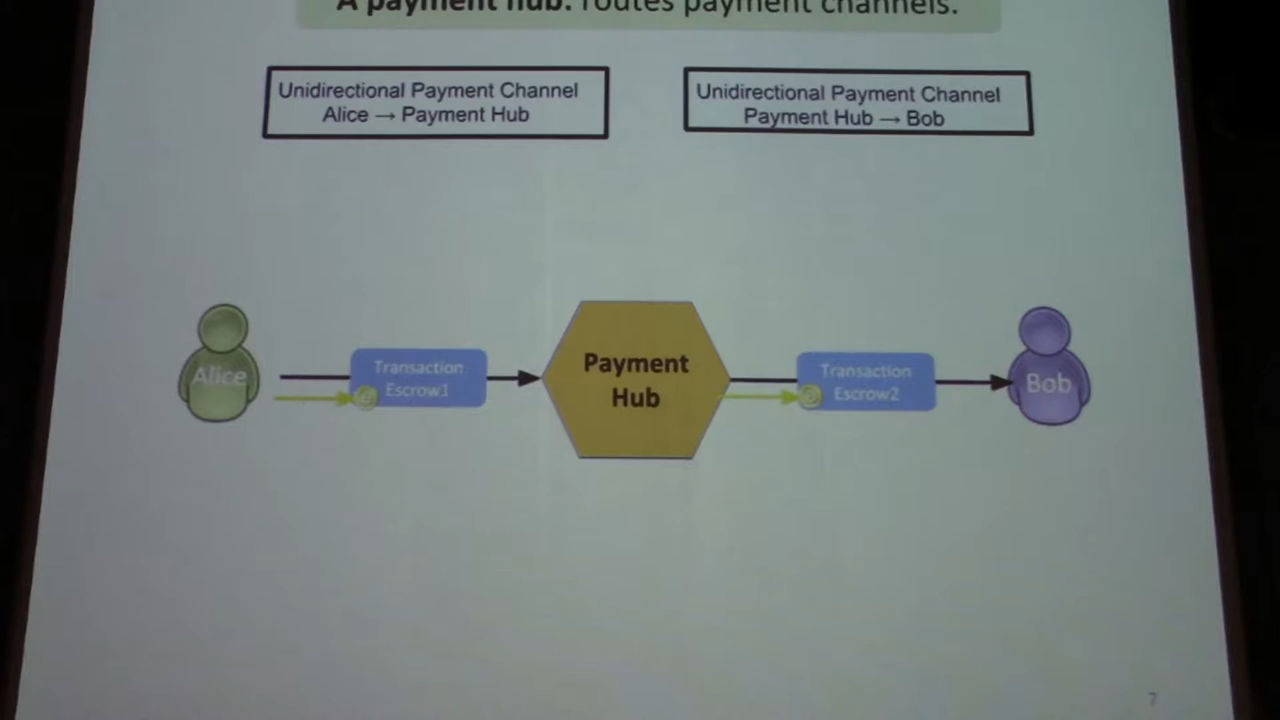 A payment hub: routes payment channels.
Unidirectional Payment Channel
Alice → Payment Hub
Unidirectional Payment Channel
Payment Hub → Bob
Alice
Transaction
Escrow1
Payment
Hub
Transaction
Escrow2
Bob
7